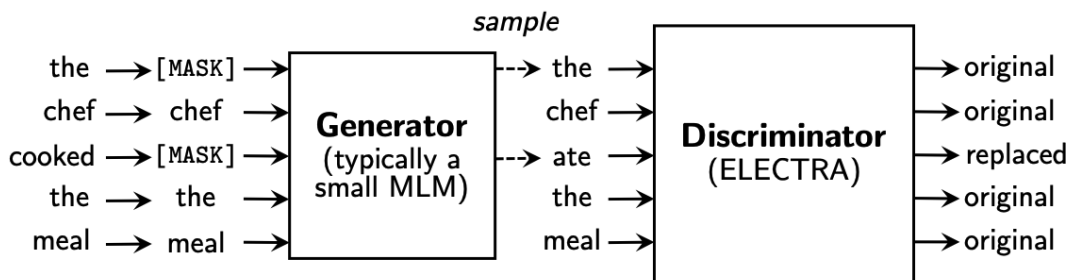 sample
the [MASK] the original
chef chef chef original
cooked [MASK] ate replaced
the the the original
meal meal meal original
Generator
(typically a
small MLM)
Discriminator
(ELECTRA)